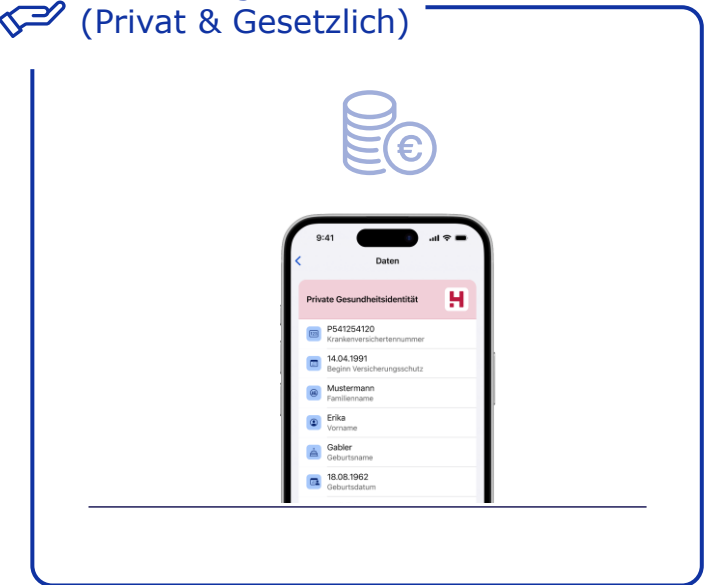 (Privat & Gesetzlich)
€
9:41
Daten
Private Gesundheitsidentität
P541254120
Krankenversichertennummer
14.04.1991
Beginn Versicherungsschutz
Mustermann
Familienname
Erika
Vorname
Gabler
Geburtsname
18.08.1962
Geburtsdatum